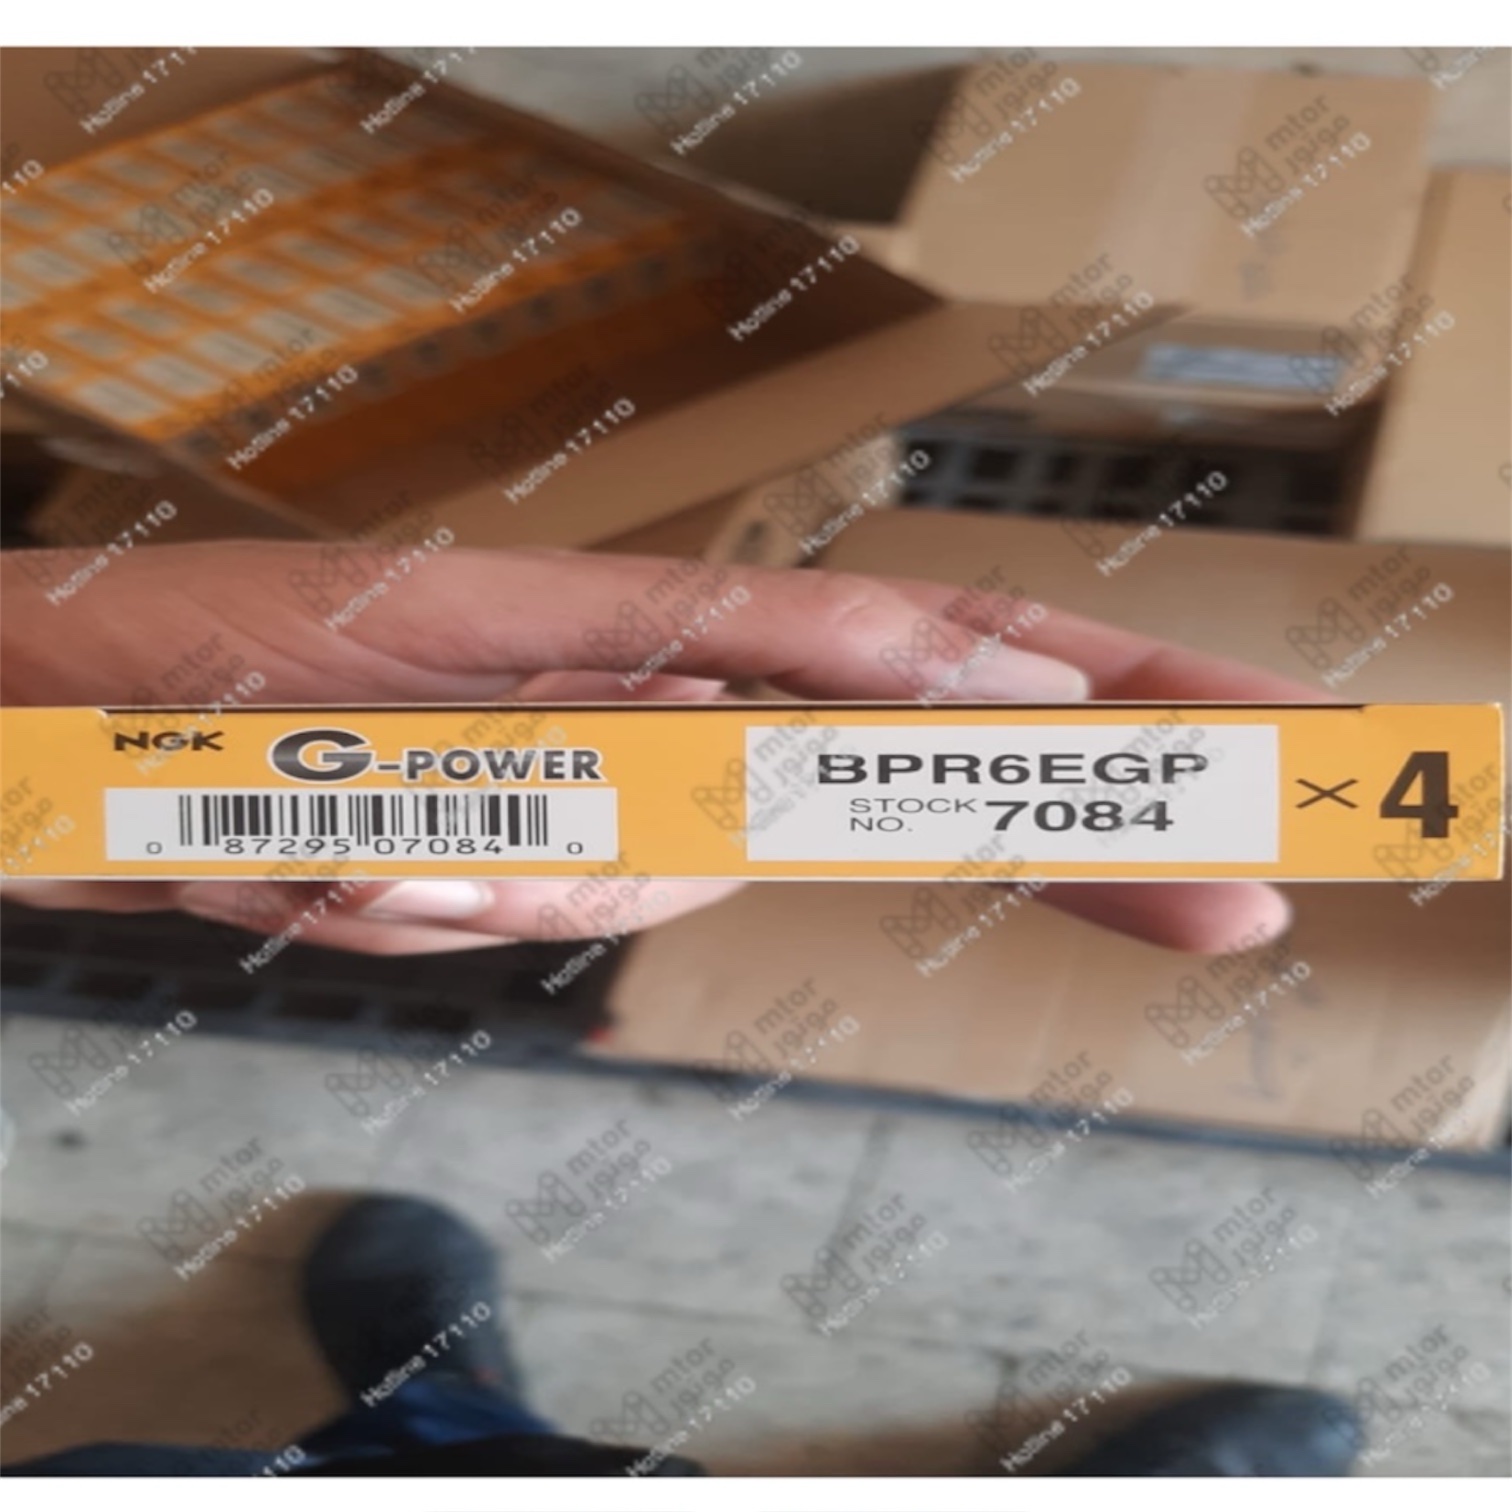 NGK G-POWER
0 87295 07084 0
BPR6EGP
STOCK NO. 7084
×4
mtor
Hotline 17110